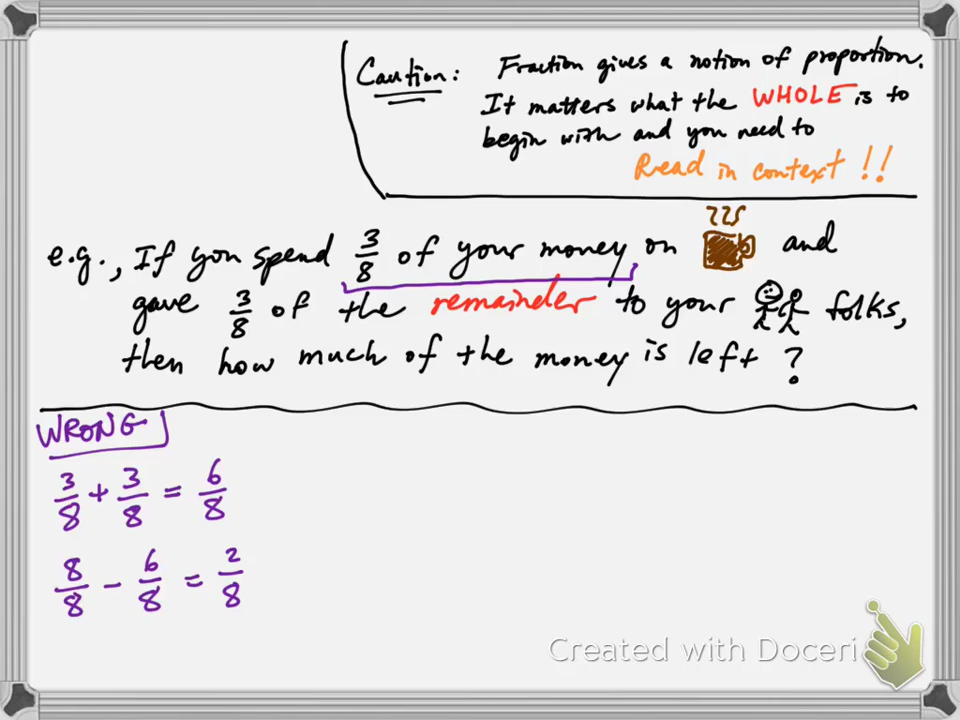 Caution: Fraction gives a notion of proportion.
It matters what the WHOLE is to
begin with and you need to
Read in context !!
e.g., If you spend 3/8 of your money on and
gave 3/8 of the remainder to your folks,
then how much of the money is left ?
WRONG
3/8 + 3/8 = 6/8
8/8 - 6/8 = 2/8
Created with Doceri